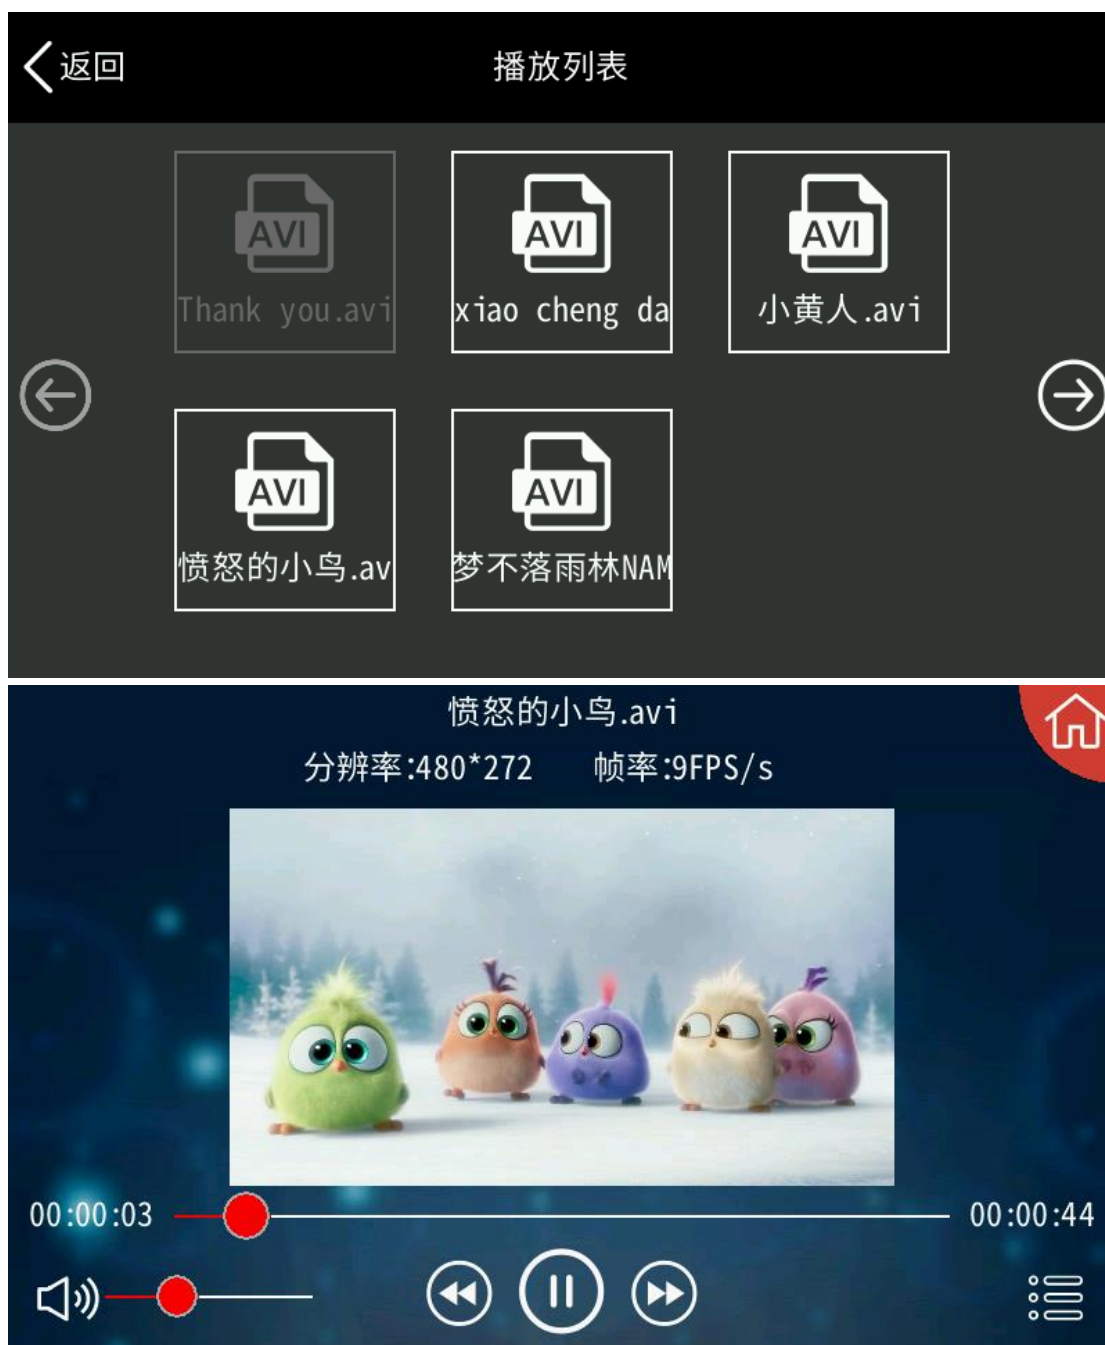 返回
播放列表
AVI
AVI
AVI
Thank you.avi
xiao cheng da
小黄人.avi
AVI
AVI
愤怒的小鸟.av
梦不落雨林NAM
愤怒的小鸟.avi
分辨率:480*272 帧率:9FPS/s
00:00:03
00:00:44